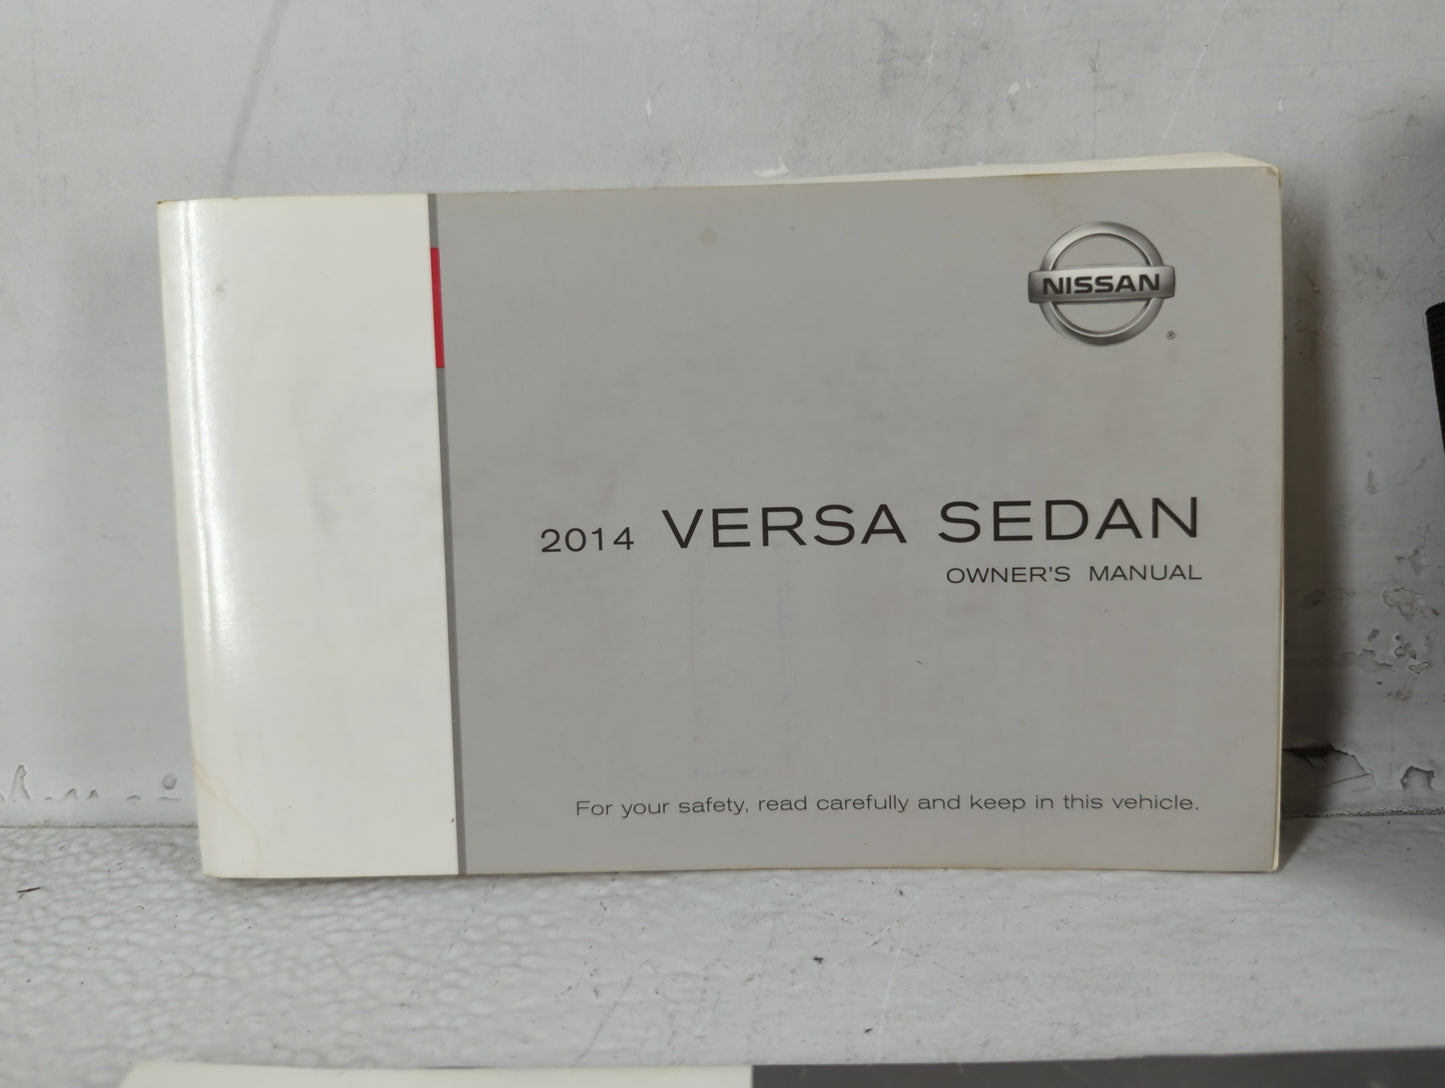 NISSAN
®
2014 VERSA SEDAN
OWNER'S MANUAL
For your safety, read carefully and keep in this vehicle.